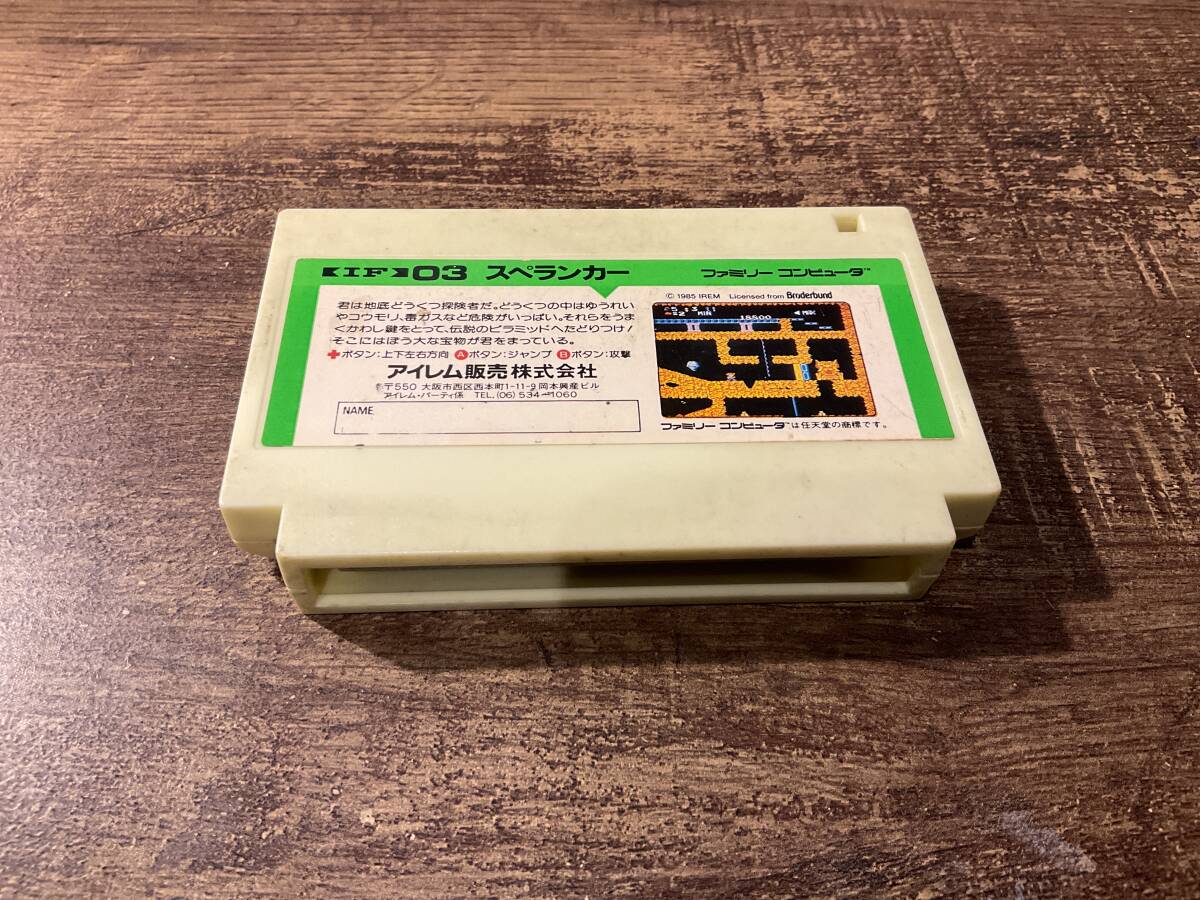 IF 03 スペランカー ファミリー コンピュータ™
君は地底どうくつ探険者だ。どうくつの中はゆうれい
やコウモリ、毒ガスなど危険がいっぱい。それらをうま
くかわし鍵をとって、伝説のピラミッドへたどりつけ！
そこにはぼう大な宝物が君をまっている。
✚ボタン：上下左右方向 Ⓐボタン：ジャンプ Ⓑボタン：攻撃
アイレム販売株式会社
〒550 大阪市西区西本町1-11-9 岡本興産ビル
アイレム・パーティ係 TEL.(06)534-1060
NAME
© 1985 IREM Licensed from Brøderbund
18500
ファミリー コンピュータ™は任天堂の商標です。